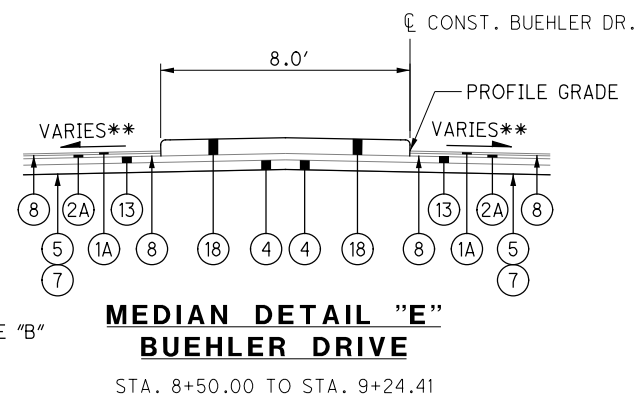 ℄ CONST. BUEHLER DR.
8.0'
PROFILE GRADE
VARIES** VARIES**
8 2A 13 1A 8 18 4 4 18 8 13 1A 2A 8
5 5
7 7
E "B"
MEDIAN DETAIL "E"
BUEHLER DRIVE
STA. 8+50.00 TO STA. 9+24.41